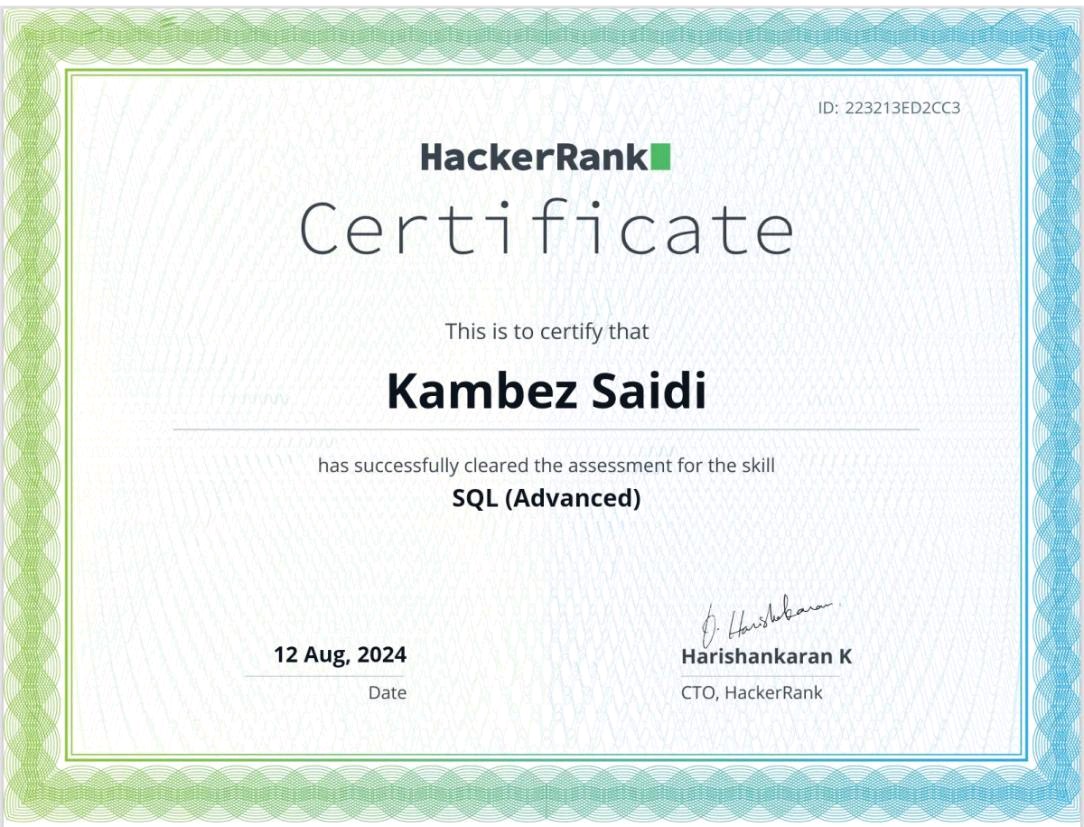 ID: 223213ED2CC3
HackerRank
Certificate
This is to certify that
Kambez Saidi
has successfully cleared the assessment for the skill
SQL (Advanced)
12 Aug, 2024
Date
Harishankaran K
CTO, HackerRank